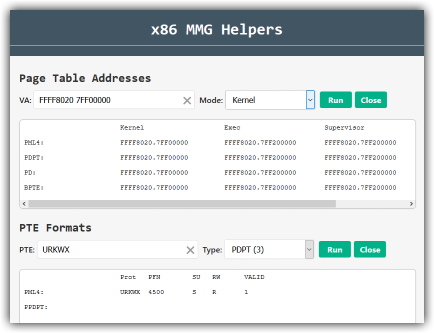 x86 MMG Helpers
Page Table Addresses
VA: FFFF8020 7FF00000 Mode: Kernel Run Close
Kernel Exec Supervisor
PML4: FFFF8020.7FF00000 FFFF8020.7FF200000 FFFF8020.7FF200000
PDPT: FFFF8020.7FF00000 FFFF8020.7FF200000 FFFF8020.7FF200000
PD: FFFF8020.7FF00000 FFFF8020.7FF200000 FFFF8020.7FF200000
BPTE: FFFF8020.7FF00000 FFFF8020.7FF200000 FFFF8020.7FF200000
PTE Formats
PTE: URKWX Type: PDPT (3) Run Close
Prot PFN SU RW VALID
PML4: URKWX 4500 S R 1
PPDPT: